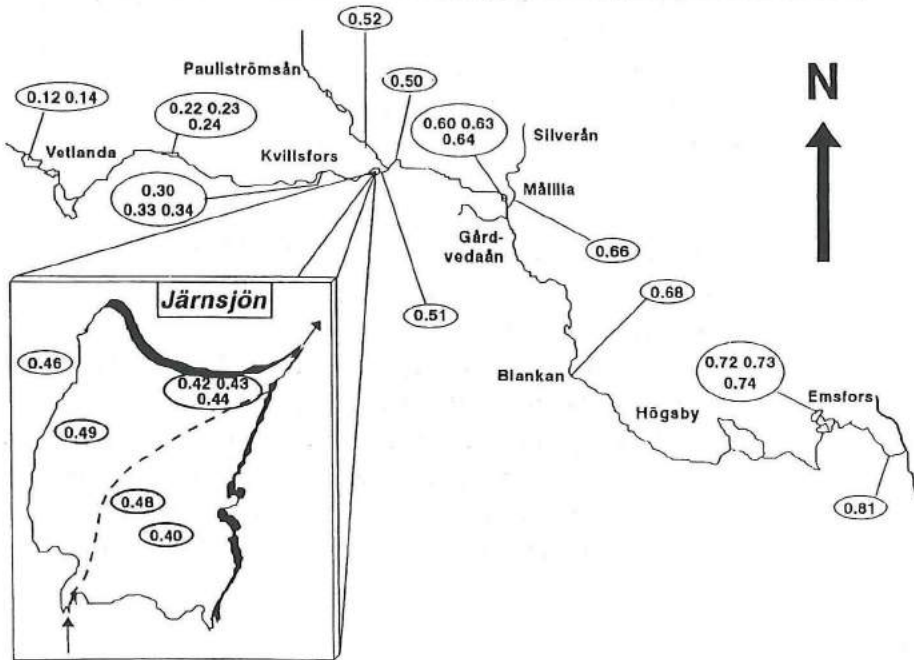 0.52
Pauliströmsån
0.50
N
0.12 0.14
0.22 0.23
0.24
0.60 0.63
0.64
Silverån
Vetlanda
Kvillsfors
Målilla
0.30
0.33 0.34
Gård-
vedaån
0.66
Järnsjön
0.51
0.68
0.46
0.42 0.43
0.44
Blankan
0.72 0.73
0.74
Emsfors
Högsby
0.49
0.48
0.40
0.81